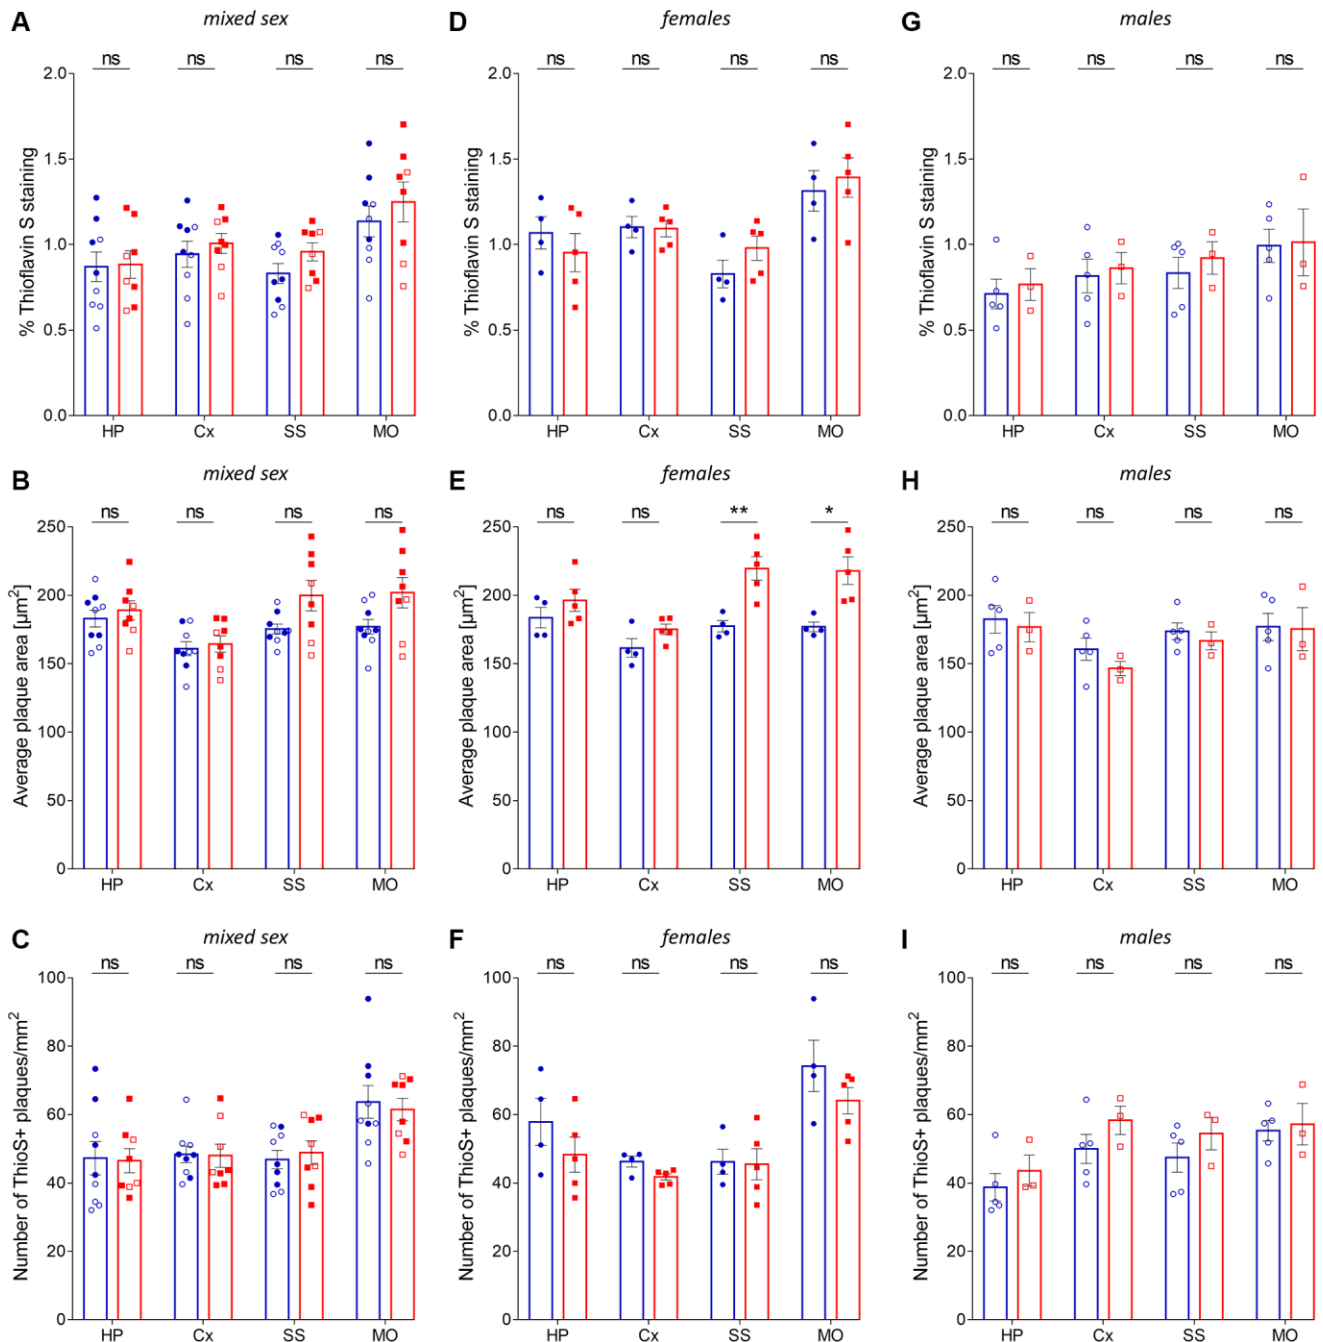 A mixed sex
ns ns ns ns
2.0
1.5
1.0
0.5
0.0
% Thioflavin S staining
HP Cx SS MO
D females
ns ns ns ns
2.0
1.5
1.0
0.5
0.0
% Thioflavin S staining
HP Cx SS MO
G males
ns ns ns ns
2.0
1.5
1.0
0.5
0.0
% Thioflavin S staining
HP Cx SS MO
B mixed sex
ns ns ns ns
250
200
150
100
50
0
Average plaque area [µm²]
HP Cx SS MO
E females
ns ns ** *
250
200
150
100
50
0
Average plaque area [µm²]
HP Cx SS MO
H males
ns ns ns ns
250
200
150
100
50
0
Average plaque area [µm²]
HP Cx SS MO
C mixed sex
ns ns ns ns
100
80
60
40
20
0
Number of ThioS+ plaques/mm²
HP Cx SS MO
F females
ns ns ns ns
100
80
60
40
20
0
Number of ThioS+ plaques/mm²
HP Cx SS MO
I males
ns ns ns ns
100
80
60
40
20
0
Number of ThioS+ plaques/mm²
HP Cx SS MO